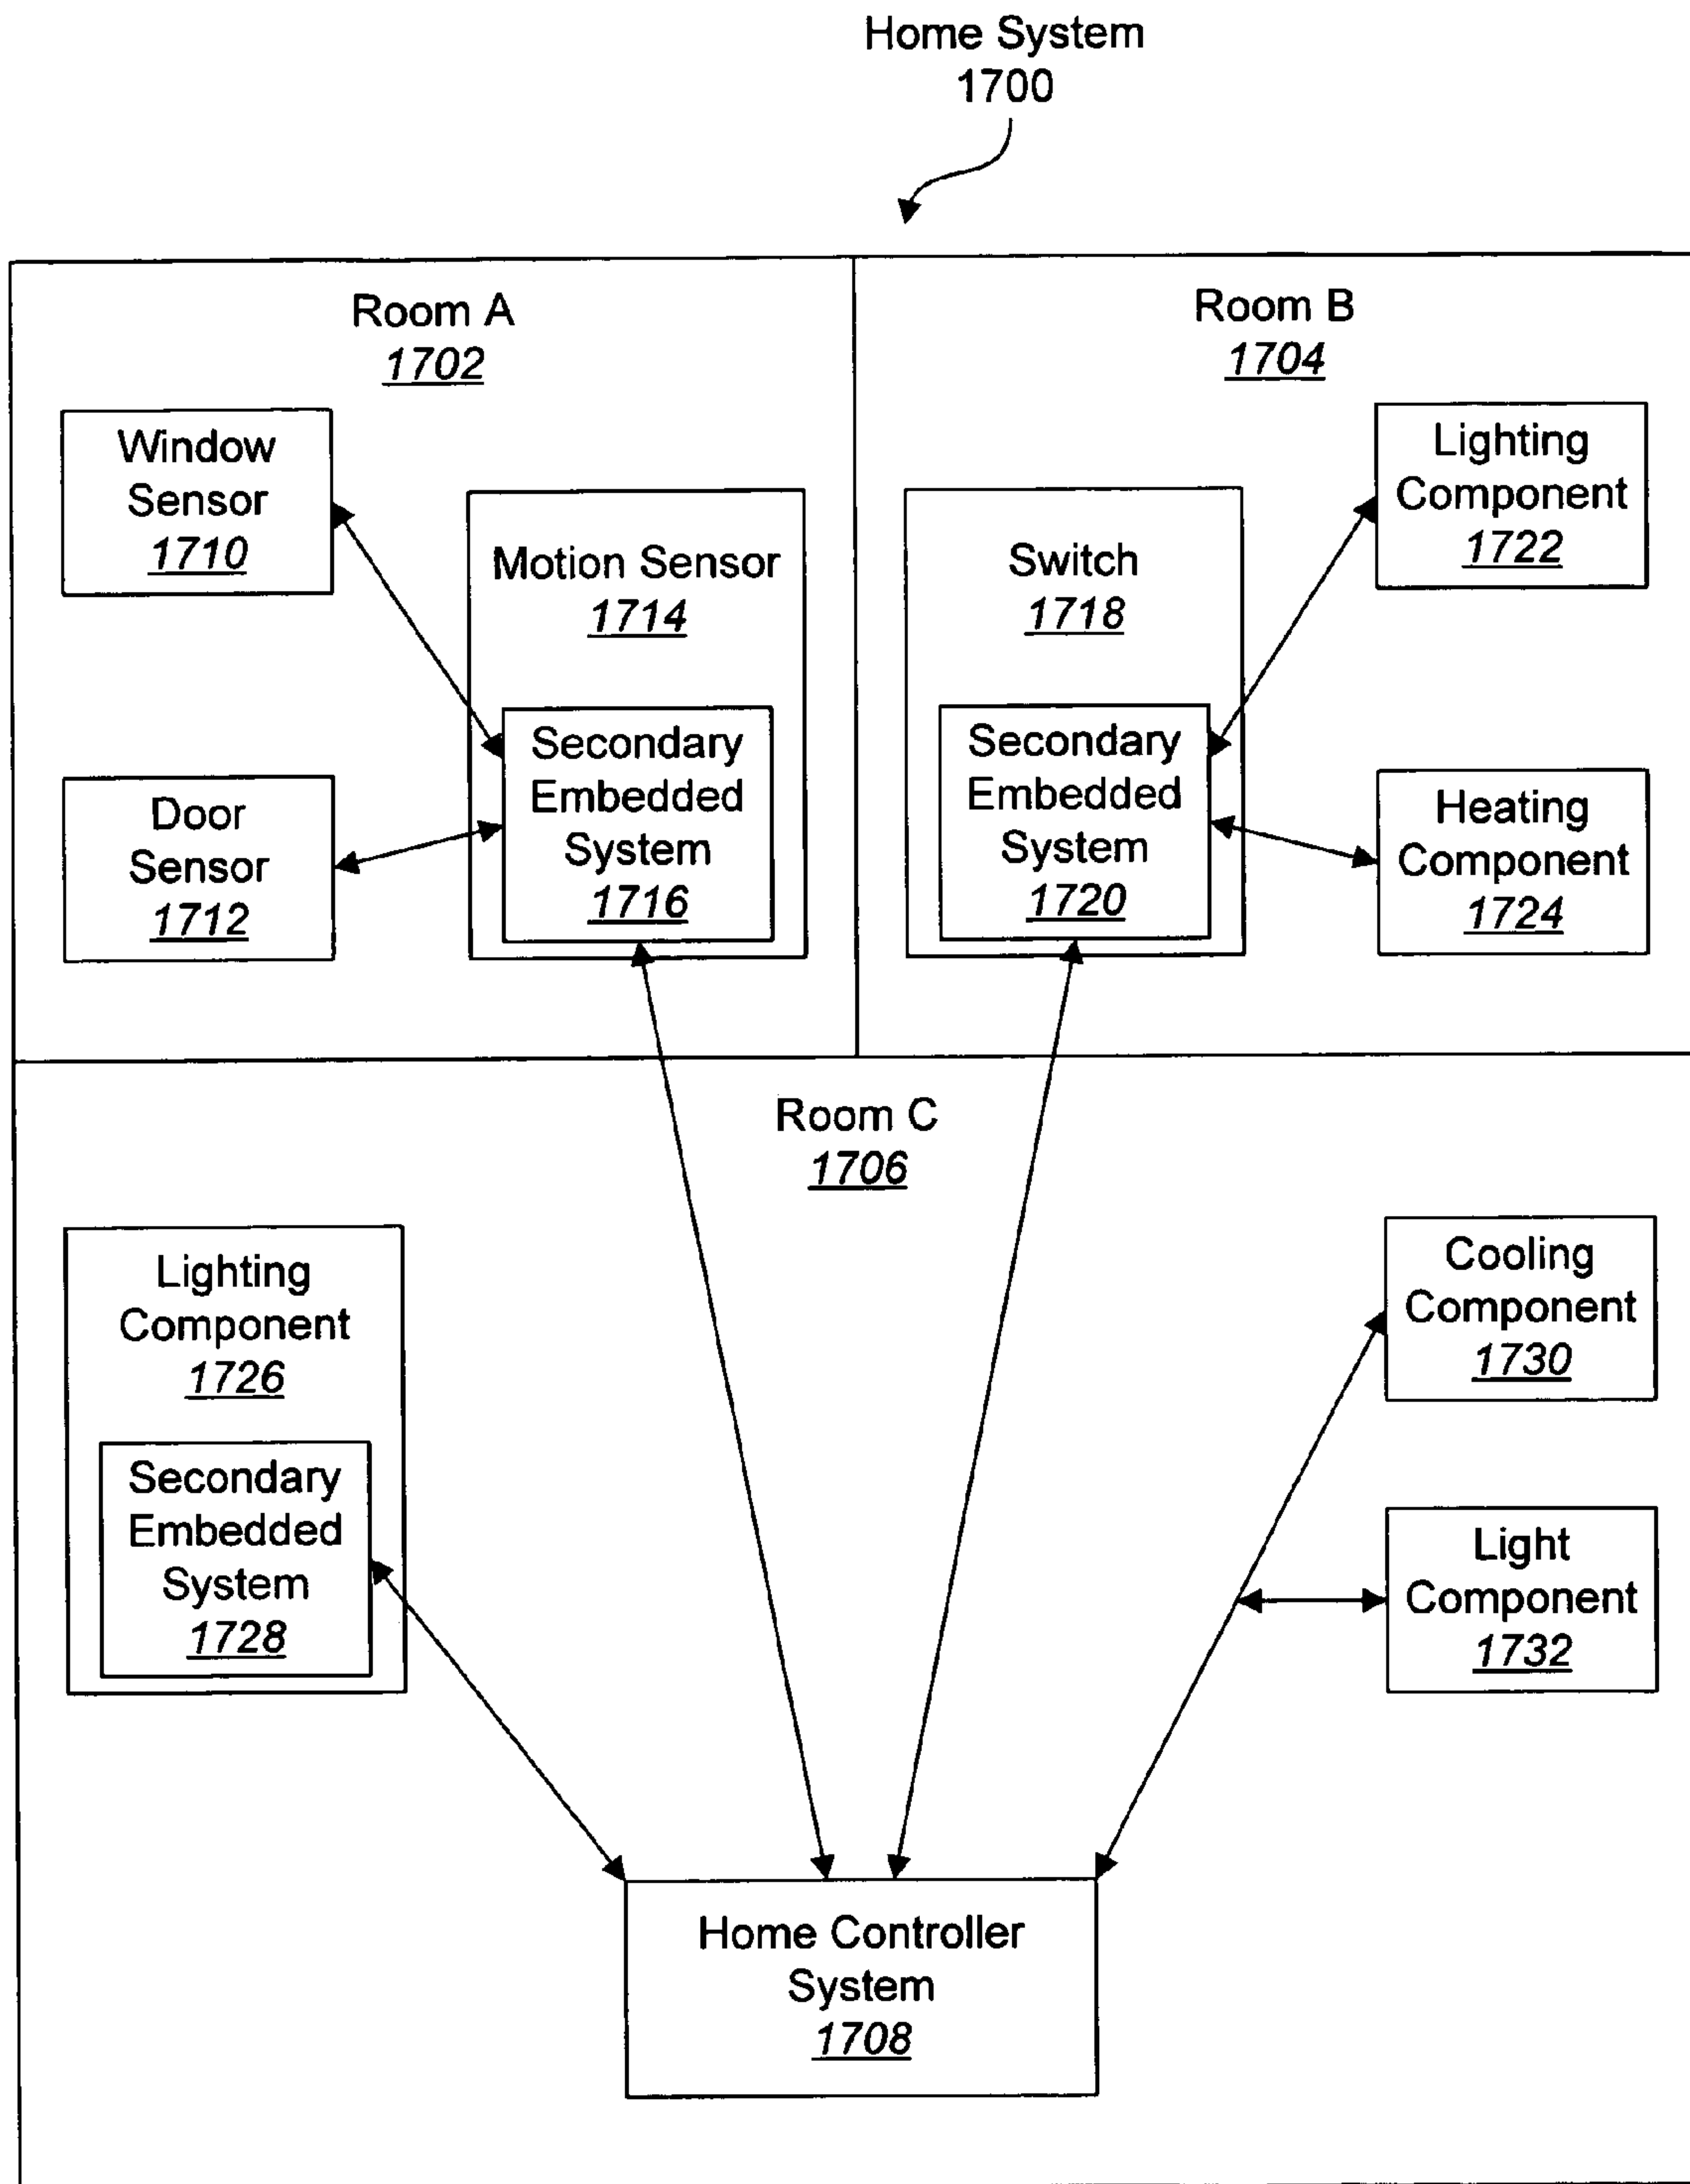 Home System
1700
Room A
1702
Window
Sensor
1710
Motion Sensor
1714
Secondary
Embedded
System
1716
Door
Sensor
1712
Room B
1704
Switch
1718
Secondary
Embedded
System
1720
Lighting
Component
1722
Heating
Component
1724
Room C
1706
Lighting
Component
1726
Secondary
Embedded
System
1728
Cooling
Component
1730
Light
Component
1732
Home Controller
System
1708